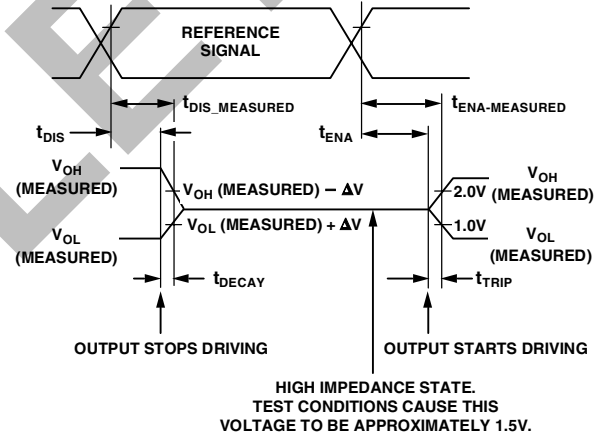 REFERENCE
SIGNAL
tDIS_MEASURED
tENA-MEASURED
tDIS
tENA
VOH
(MEASURED)
VOH (MEASURED) – ΔV
VOL (MEASURED) + ΔV
VOL
(MEASURED)
2.0V
1.0V
VOH
(MEASURED)
VOL
(MEASURED)
tDECAY
tTRIP
OUTPUT STOPS DRIVING
OUTPUT STARTS DRIVING
HIGH IMPEDANCE STATE.
TEST CONDITIONS CAUSE THIS
VOLTAGE TO BE APPROXIMATELY 1.5V.